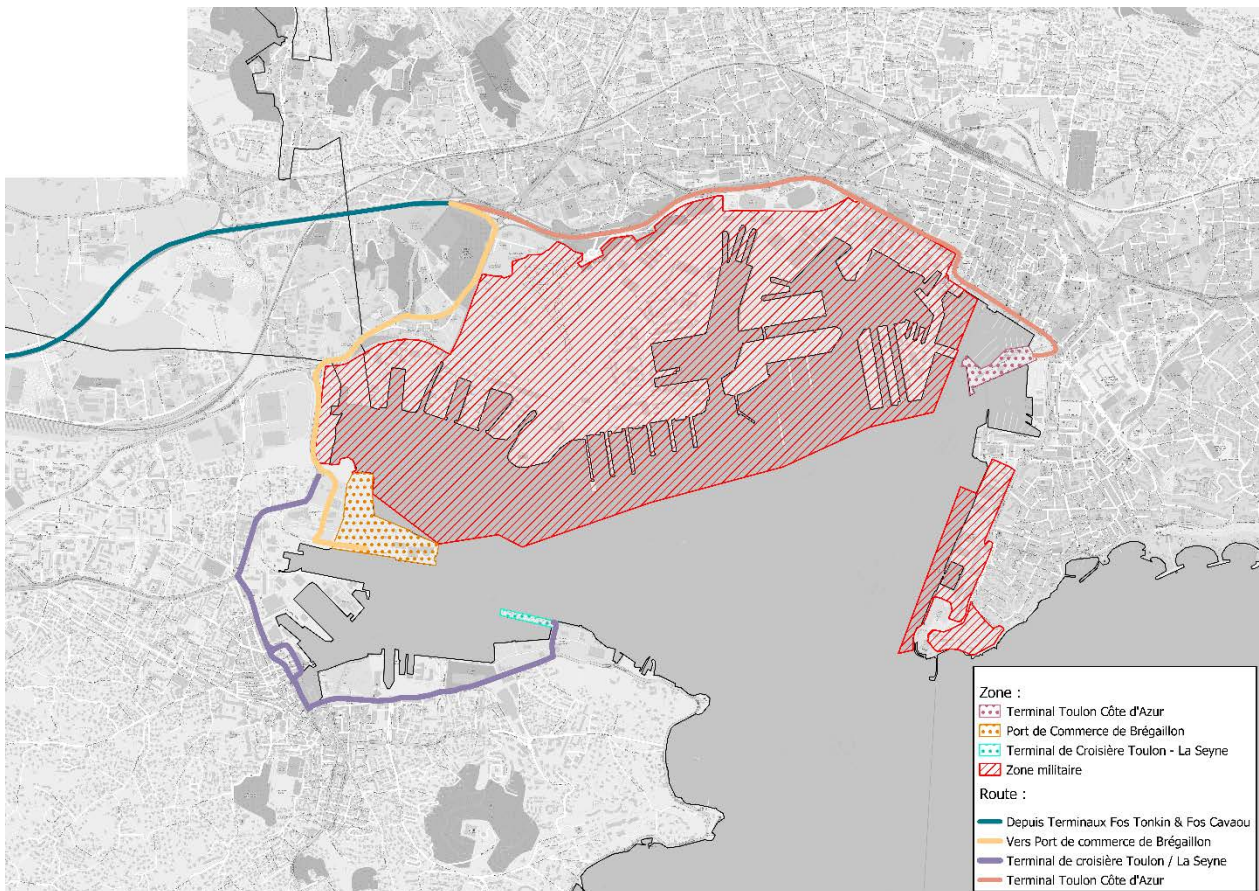 Zone :
Terminal Toulon Côte d'Azur
Port de Commerce de Brégaillon
Terminal de Croisière Toulon - La Seyne
Zone militaire
Route :
Depuis Terminaux Fos Tonkin & Fos Cavaou
Vers Port de commerce de Brégaillon
Terminal de croisière Toulon / La Seyne
Terminal Toulon Côte d'Azur